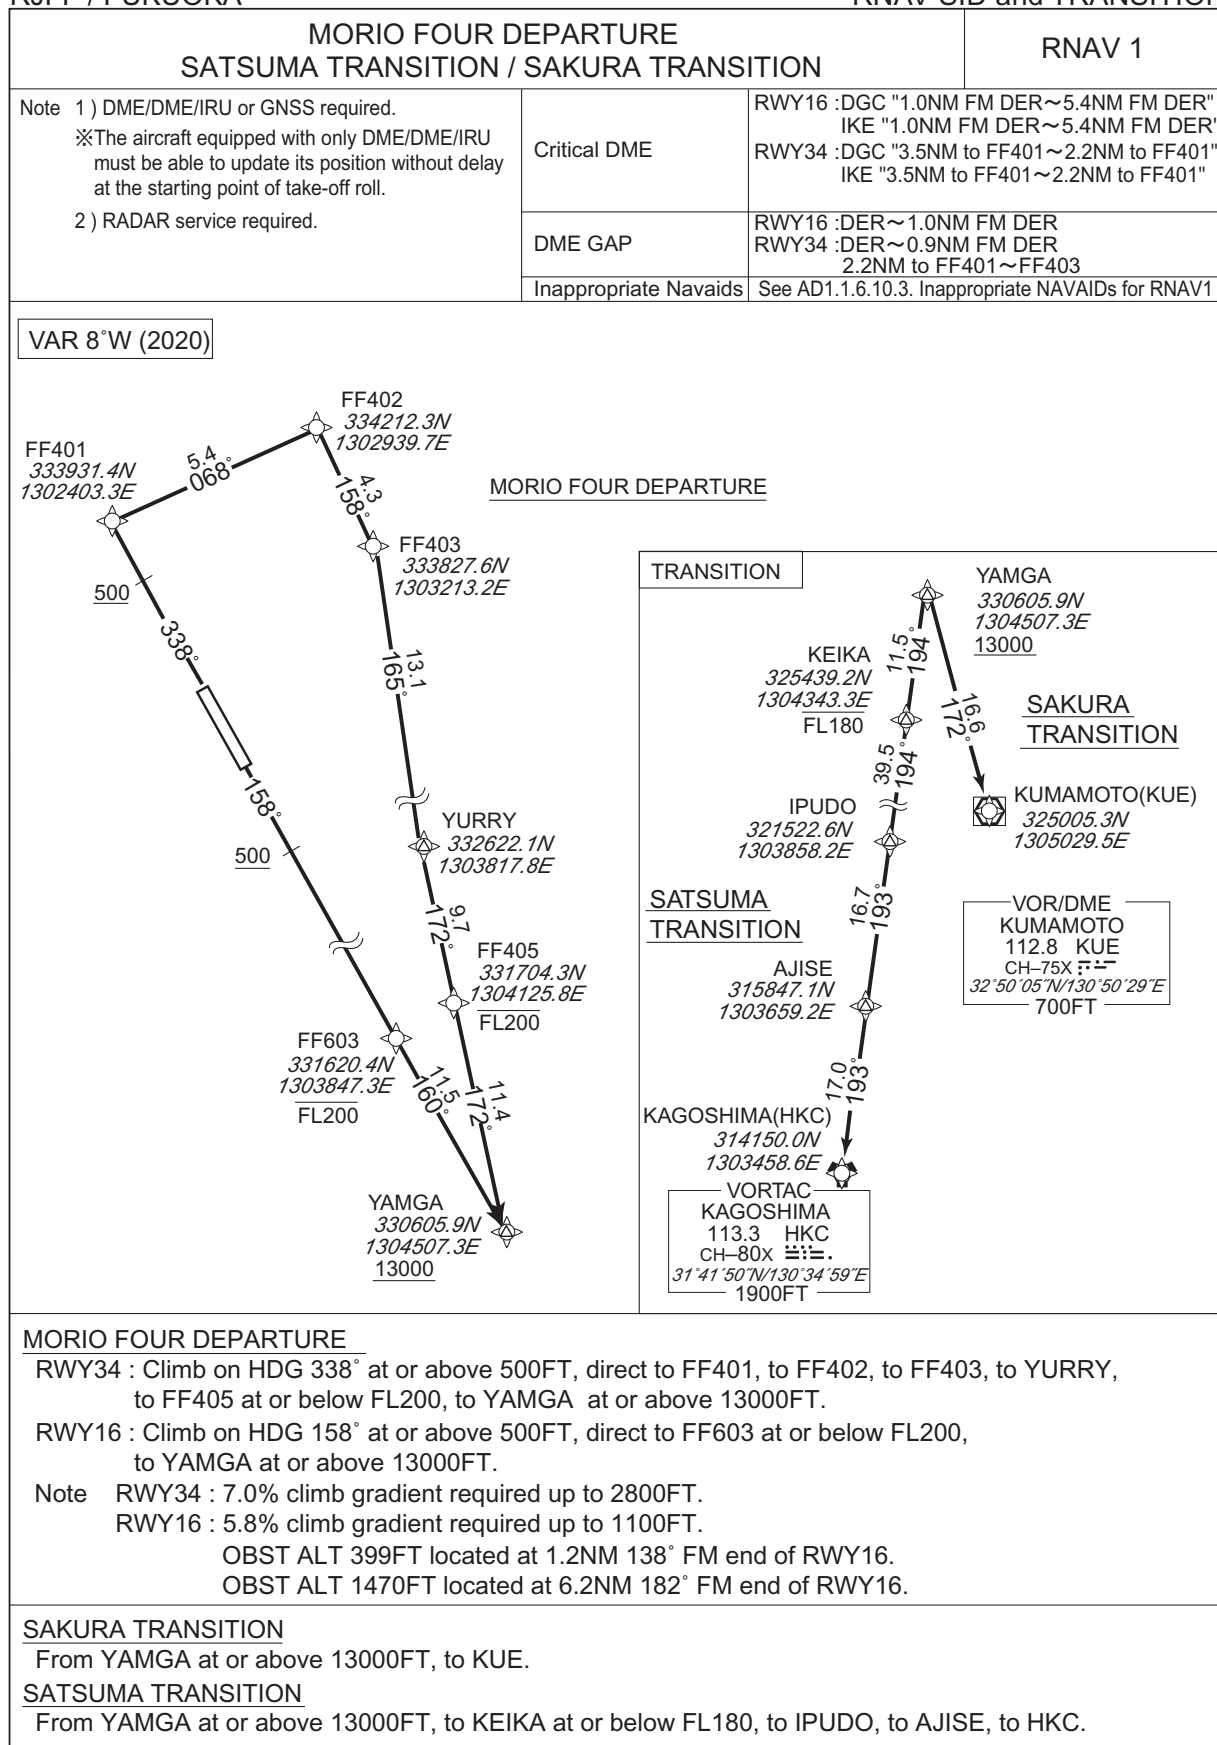 RJFF / FUKUOKA
RNAV SID and TRANSITION
MORIO FOUR DEPARTURE
SATSUMA TRANSITION / SAKURA TRANSITION
RNAV 1
Note 1 ) DME/DME/IRU or GNSS required.
※The aircraft equipped with only DME/DME/IRU
must be able to update its position without delay
at the starting point of take-off roll.
2 ) RADAR service required.
Critical DME
RWY16 :DGC "1.0NM FM DER～5.4NM FM DER"
IKE "1.0NM FM DER～5.4NM FM DER"
RWY34 :DGC "3.5NM to FF401～2.2NM to FF401"
IKE "3.5NM to FF401～2.2NM to FF401"
DME GAP
RWY16 :DER～1.0NM FM DER
RWY34 :DER～0.9NM FM DER
2.2NM to FF401～FF403
Inappropriate Navaids
See AD1.1.6.10.3. Inappropriate NAVAIDs for RNAV1
VAR 8˚W (2020)
FF402
334212.3N
1302939.7E
FF401
333931.4N
1302403.3E
5.4
068˚
4.3
158˚
MORIO FOUR DEPARTURE
FF403
333827.6N
1303213.2E
500
338˚
13.1
165˚
158˚
500
YURRY
332622.1N
1303817.8E
9.7
172˚
FF405
331704.3N
1304125.8E
FL200
FF603
331620.4N
1303847.3E
FL200
11.5
160˚
11.4
172˚
YAMGA
330605.9N
1304507.3E
13000
TRANSITION
YAMGA
330605.9N
1304507.3E
13000
11.5
194˚
KEIKA
325439.2N
1304343.3E
FL180
16.6
172˚
SAKURA
TRANSITION
39.5
194˚
KUMAMOTO(KUE)
325005.3N
1305029.5E
IPUDO
321522.6N
1303858.2E
16.7
193˚
SATSUMA
TRANSITION
VOR/DME
KUMAMOTO
112.8 KUE
CH–75X
32˚50´05˝N/130˚50´29˝E
700FT
AJISE
315847.1N
1303659.2E
17.0
193˚
KAGOSHIMA(HKC)
314150.0N
1303458.6E
VORTAC
KAGOSHIMA
113.3 HKC
CH–80X
31˚41´50˝N/130˚34´59˝E
1900FT
MORIO FOUR DEPARTURE
RWY34 : Climb on HDG 338˚ at or above 500FT, direct to FF401, to FF402, to FF403, to YURRY,
to FF405 at or below FL200, to YAMGA at or above 13000FT.
RWY16 : Climb on HDG 158˚ at or above 500FT, direct to FF603 at or below FL200,
to YAMGA at or above 13000FT.
Note RWY34 : 7.0% climb gradient required up to 2800FT.
RWY16 : 5.8% climb gradient required up to 1100FT.
OBST ALT 399FT located at 1.2NM 138˚ FM end of RWY16.
OBST ALT 1470FT located at 6.2NM 182˚ FM end of RWY16.
SAKURA TRANSITION
From YAMGA at or above 13000FT, to KUE.
SATSUMA TRANSITION
From YAMGA at or above 13000FT, to KEIKA at or below FL180, to IPUDO, to AJISE, to HKC.